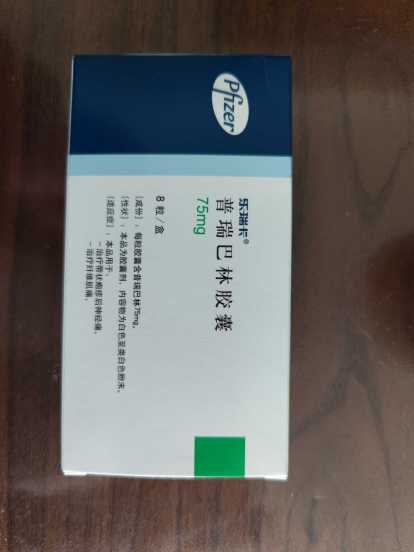 Pfizer
乐瑞卡®
普瑞巴林胶囊
75mg
8粒/盒
[成份]:每粒胶囊含普瑞巴林75mg。
[性状]:本品为胶囊剂,内容物为白色至类白色粉末。
[适应症]:本品用于:
-治疗带状疱疹后神经痛。
-治疗纤维肌痛。